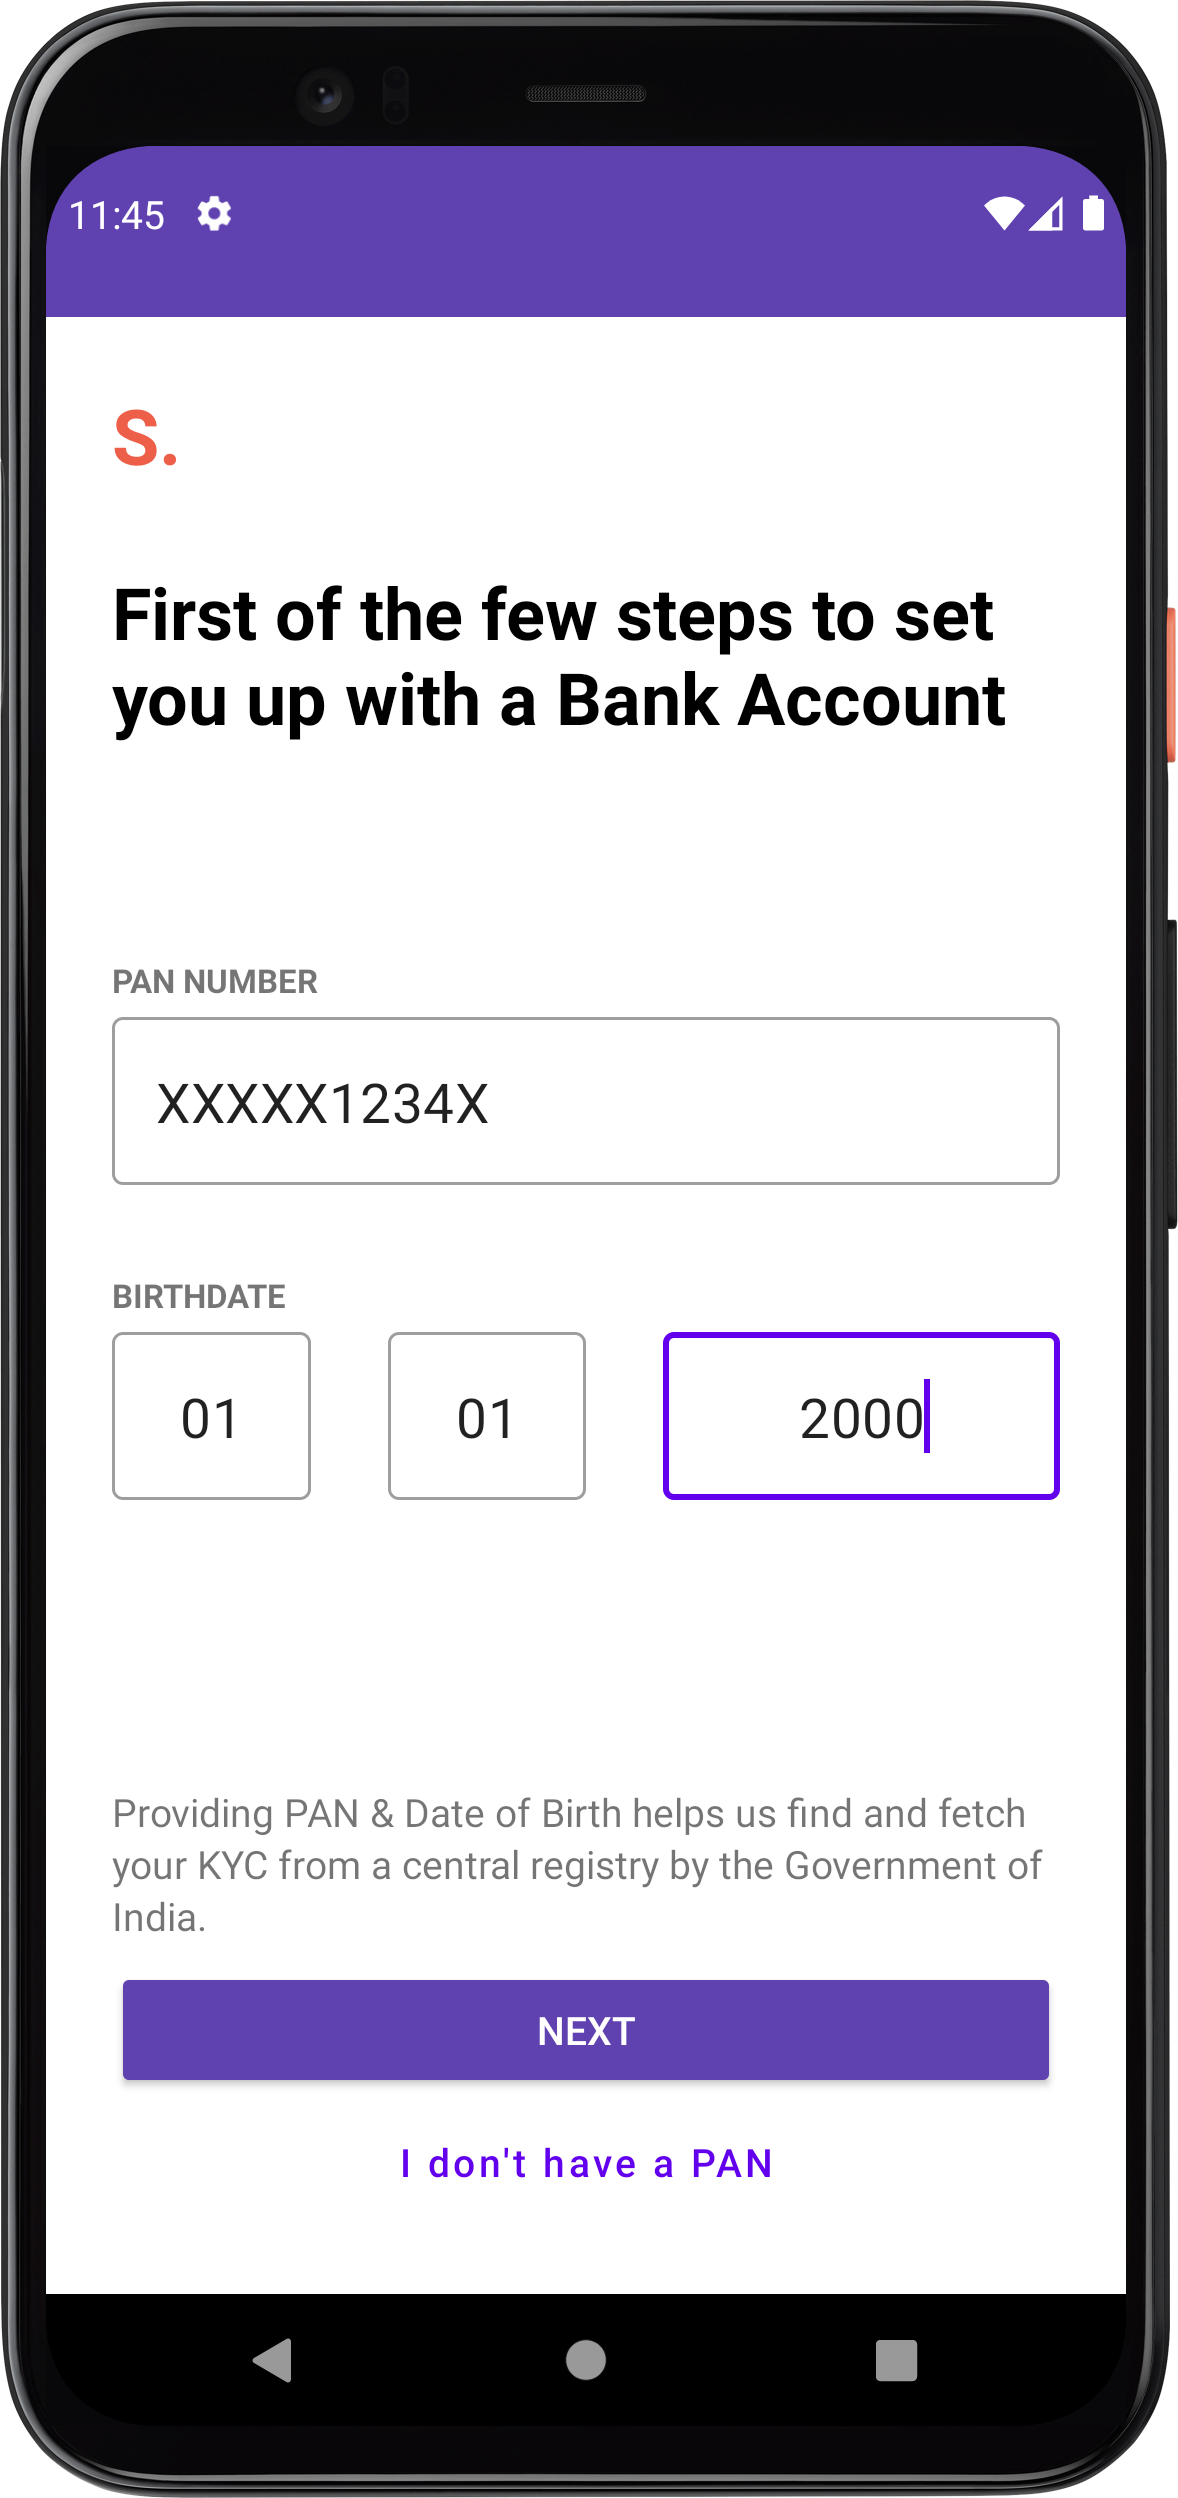 11:45
S.
First of the few steps to set
you up with a Bank Account
PAN NUMBER
XXXXX1234X
BIRTHDATE
01 01 2000
Providing PAN & Date of Birth helps us find and fetch
your KYC from a central registry by the Government of
India.
NEXT
I don't have a PAN